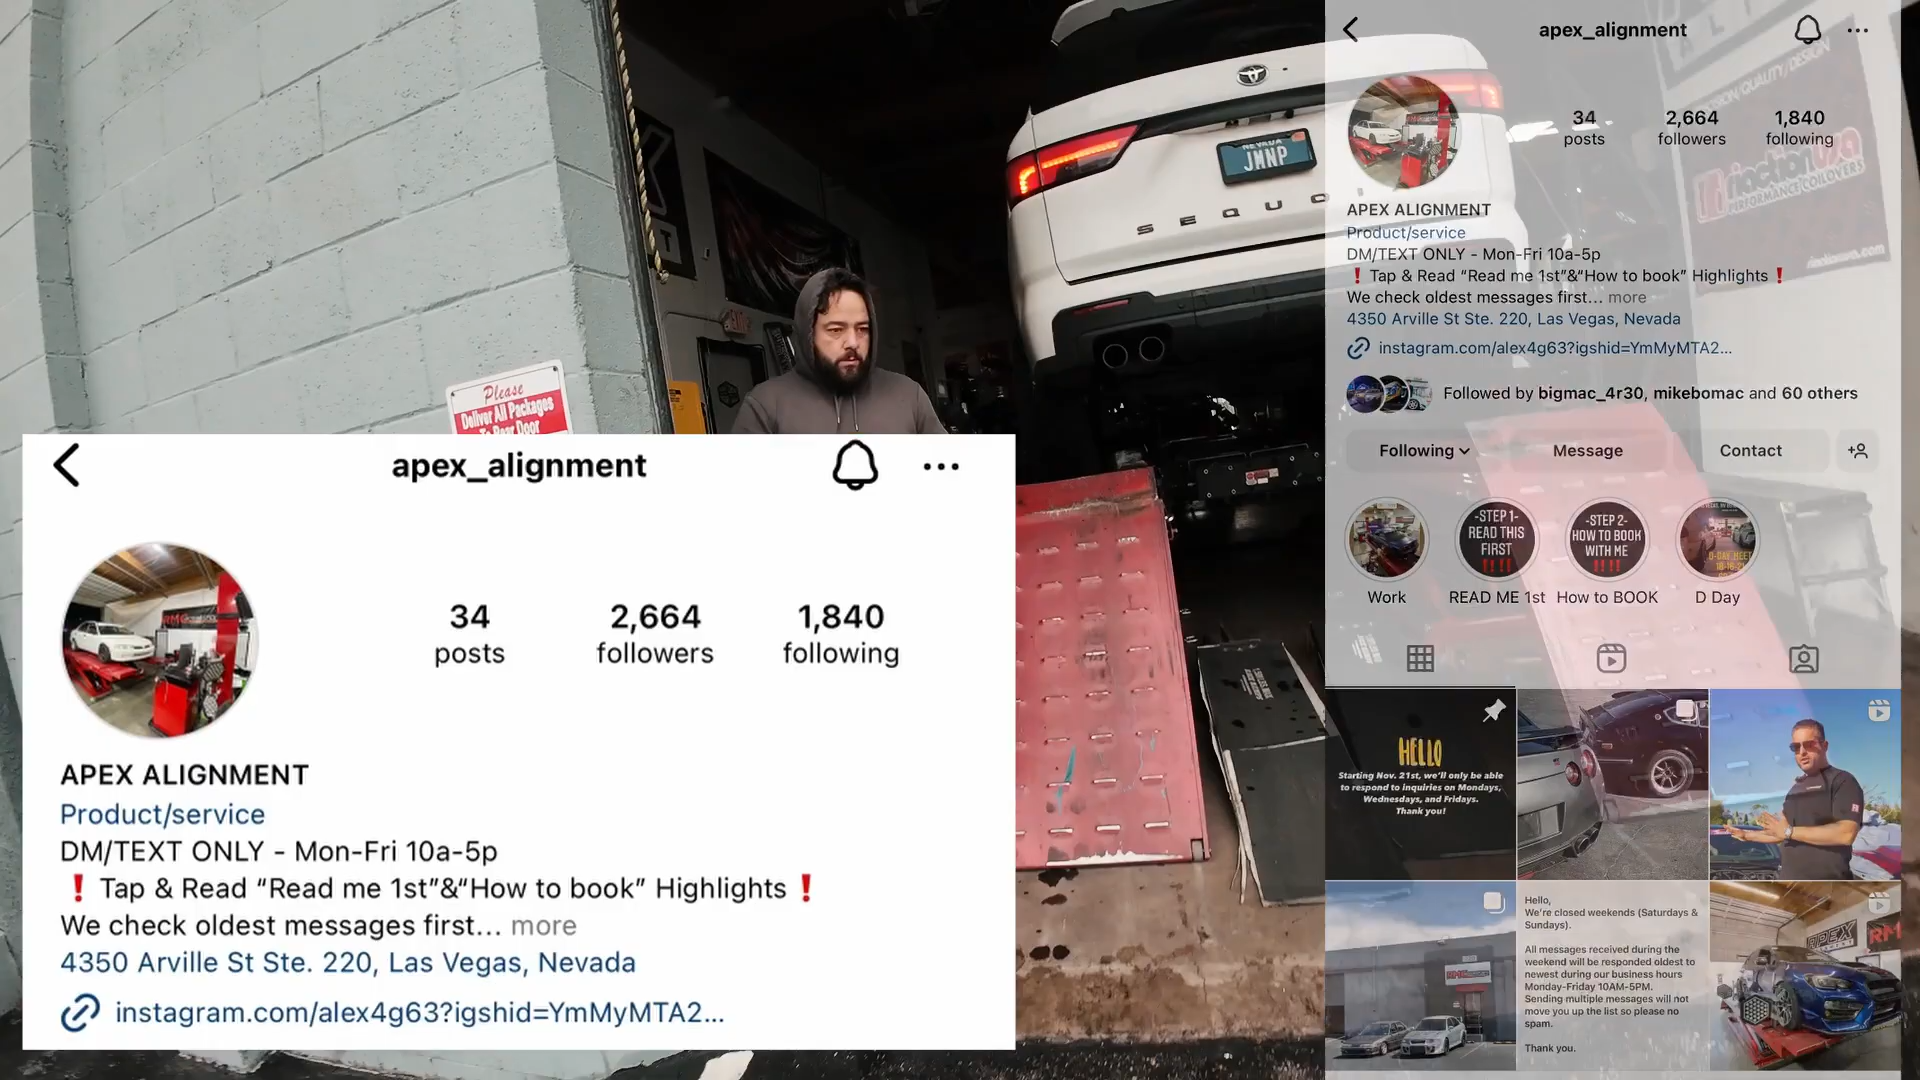 Please
Deliver All Packages
To Rear Door
EXIT
NEVADA
JMNP
SEQUO
apex_alignment
34
posts
2,664
followers
1,840
following
APEX ALIGNMENT
Product/service
DM/TEXT ONLY - Mon-Fri 10a-5p
❗ Tap & Read “Read me 1st”&“How to book” Highlights ❗
We check oldest messages first... more
4350 Arville St Ste. 220, Las Vegas, Nevada
instagram.com/alex4g63?igshid=YmMyMTA2...
apex_alignment
34
posts
2,664
followers
1,840
following
APEX ALIGNMENT
Product/service
DM/TEXT ONLY - Mon-Fri 10a-5p
❗ Tap & Read “Read me 1st”&“How to book” Highlights ❗
We check oldest messages first... more
4350 Arville St Ste. 220, Las Vegas, Nevada
instagram.com/alex4g63?igshid=YmMyMTA2...
Followed by bigmac_4r30, mikebomac and 60 others
Following
Message
Contact
-STEP 1-
READ THIS
FIRST
-STEP 2-
HOW TO BOOK
WITH ME
D-DAY MEET
Work
READ ME 1st
How to BOOK
D Day
HELLO
Starting Nov. 21st, we'll only be able
to respond to inquiries on Mondays,
Wednesdays, and Fridays.
Thank you!
Hello,
We're closed weekends (Saturdays &
Sundays).
All messages received during the
weekend will be responded oldest to
newest during our business hours
Monday-Friday 10AM-5PM.
Sending multiple messages will not
move you up the list so please no
spam.
Thank you.
APEX
PERFORMANCE COILOVERS